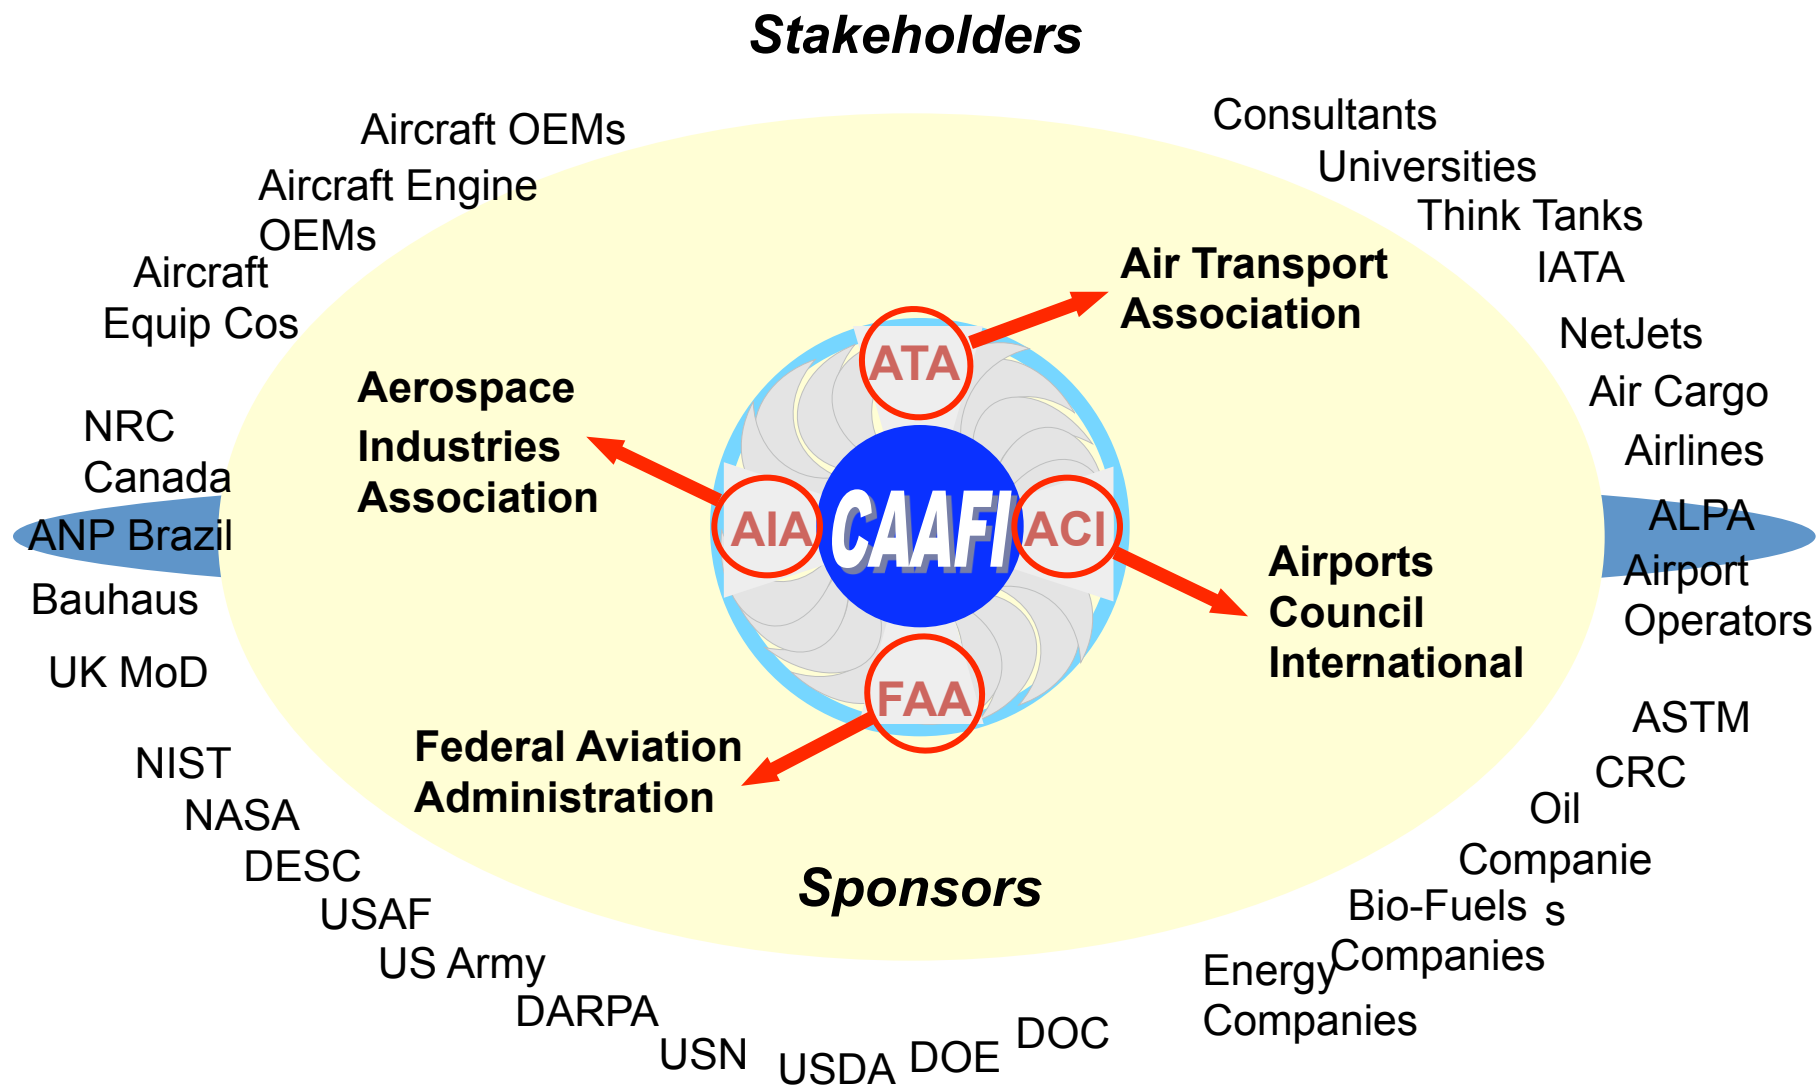 Stakeholders
Aircraft OEMs
Aircraft Engine
OEMs
Aircraft
Equip Cos
NRC
Canada
ANP Brazil
Bauhaus
UK MoD
NIST
NASA
DESC
USAF
US Army
DARPA
USN
USDA
DOE
DOC
Consultants
Universities
Think Tanks
IATA
NetJets
Air Cargo
Airlines
ALPA
Airport
Operators
ASTM
CRC
Oil
Companie
s
Bio-Fuels
Companies
Energy
Companies
Air Transport
Association
Aerospace
Industries
Association
Airports
Council
International
Federal Aviation
Administration
ATA
AIA
CAAFI
ACI
FAA
Sponsors